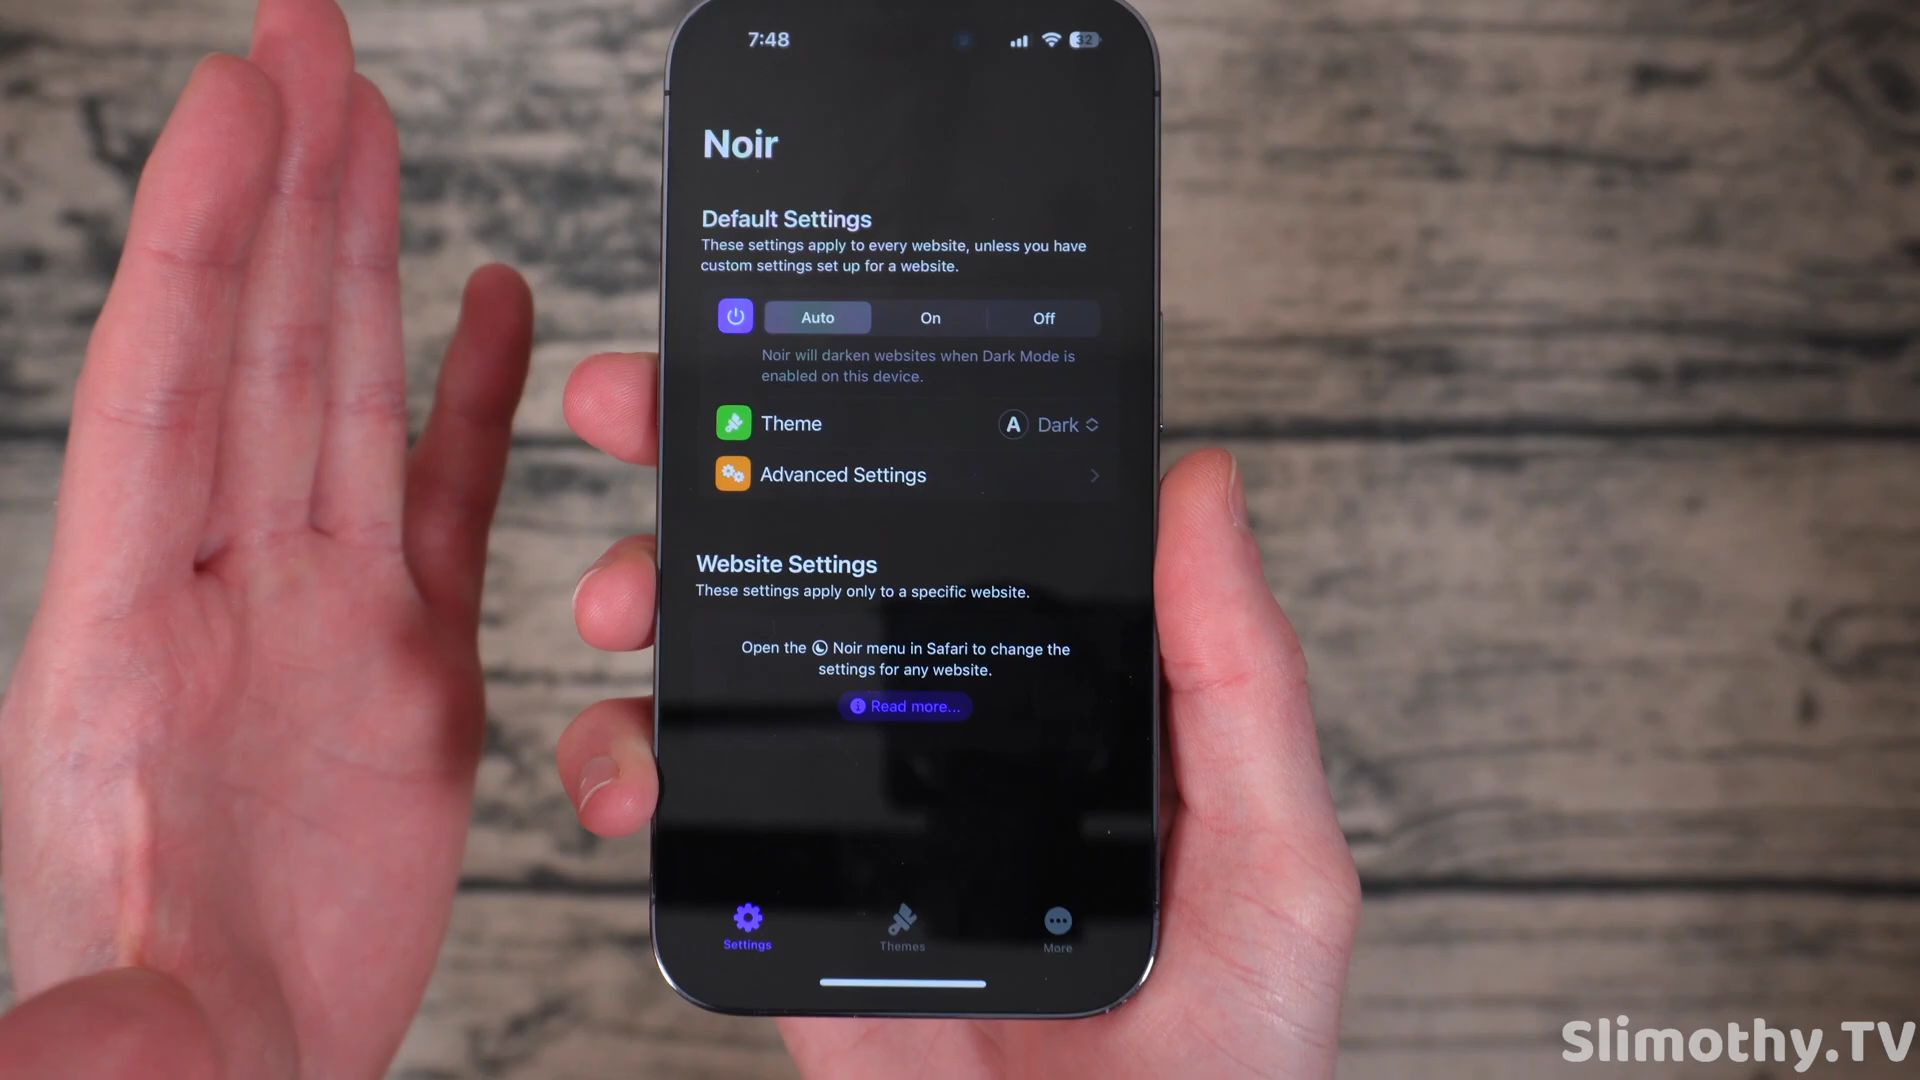 7:48
32
Noir
Default Settings
These settings apply to every website, unless you have
custom settings set up for a website.
Auto
On
Off
Noir will darken websites when Dark Mode is
enabled on this device.
Theme
A
Dark
Advanced Settings
Website Settings
These settings apply only to a specific website.
Open the Noir menu in Safari to change the
settings for any website.
Read more...
Settings
Themes
More
Slimothy.TV